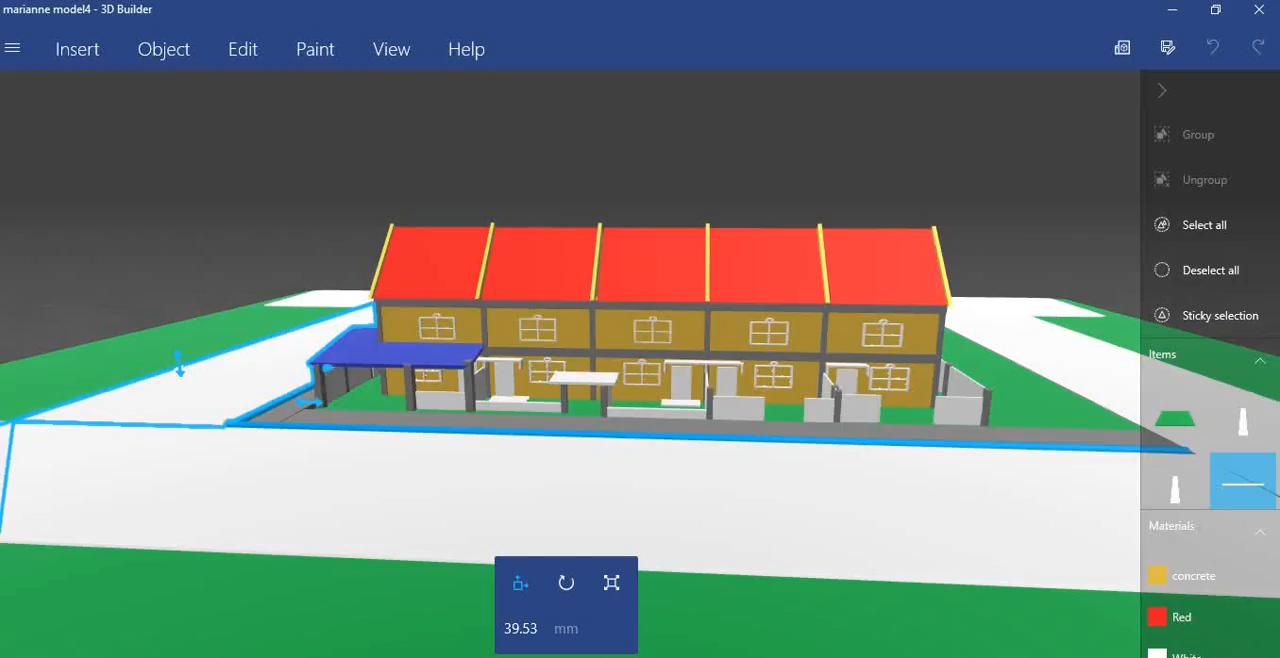 marianne model4 - 3D Builder
Insert Object Edit Paint View Help
Group
Ungroup
Select all
Deselect all
Sticky selection
Items
Materials
concrete
Red
White
39.53 mm